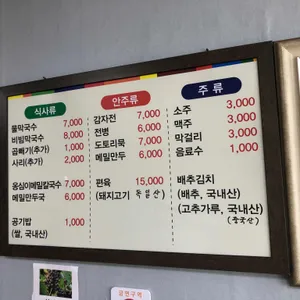 식사류
물막국수 7,000
비빔막국수 8,000
곱빼기(추가) 1,000
사리(추가) 2,000
옹심이메밀칼국수 7,000
메밀만두국 6,000
공기밥 1,000
(쌀, 국내산)
안주류
감자전 7,000
전병 6,000
도토리묵 7,000
메밀만두 6,000
편육 15,000
(돼지고기 독일산)
주 류
소주 3,000
맥주 3,000
막걸리 3,000
음료수 1,000
배추김치
(배추, 국내산)
(고추가루, 국내산)
(중국산)